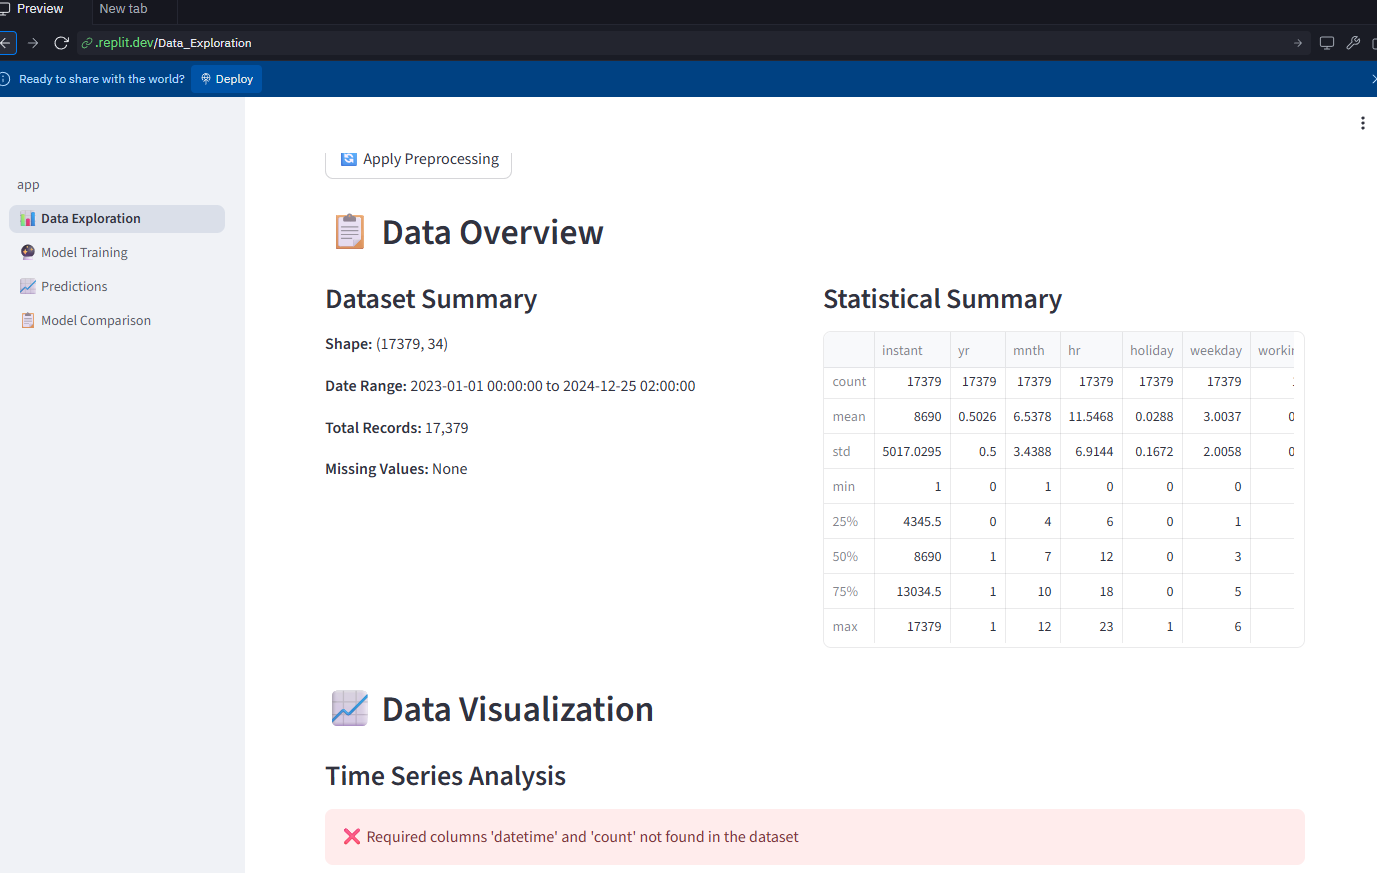 Preview
New tab
.replit.dev/Data_Exploration
Ready to share with the world?
Deploy
app
Data Exploration
Model Training
Predictions
Model Comparison
Apply Preprocessing
Data Overview
Dataset Summary
Shape: (17379, 34)
Date Range: 2023-01-01 00:00:00 to 2024-12-25 02:00:00
Total Records: 17,379
Missing Values: None
Statistical Summary
instant yr mnth hr holiday weekday
count 17379 17379 17379 17379 17379 17379
mean 8690 0.5026 6.5378 11.5468 0.0288 3.0037 0
std 5017.0295 0.5 3.4388 6.9144 0.1672 2.0058 0
min 1 0 1 0 0 0
25% 4345.5 0 4 6 0 1
50% 8690 1 7 12 0 3
75% 13034.5 1 10 18 0 5
max 17379 1 12 23 1 6
Data Visualization
Time Series Analysis
Required columns 'datetime' and 'count' not found in the dataset